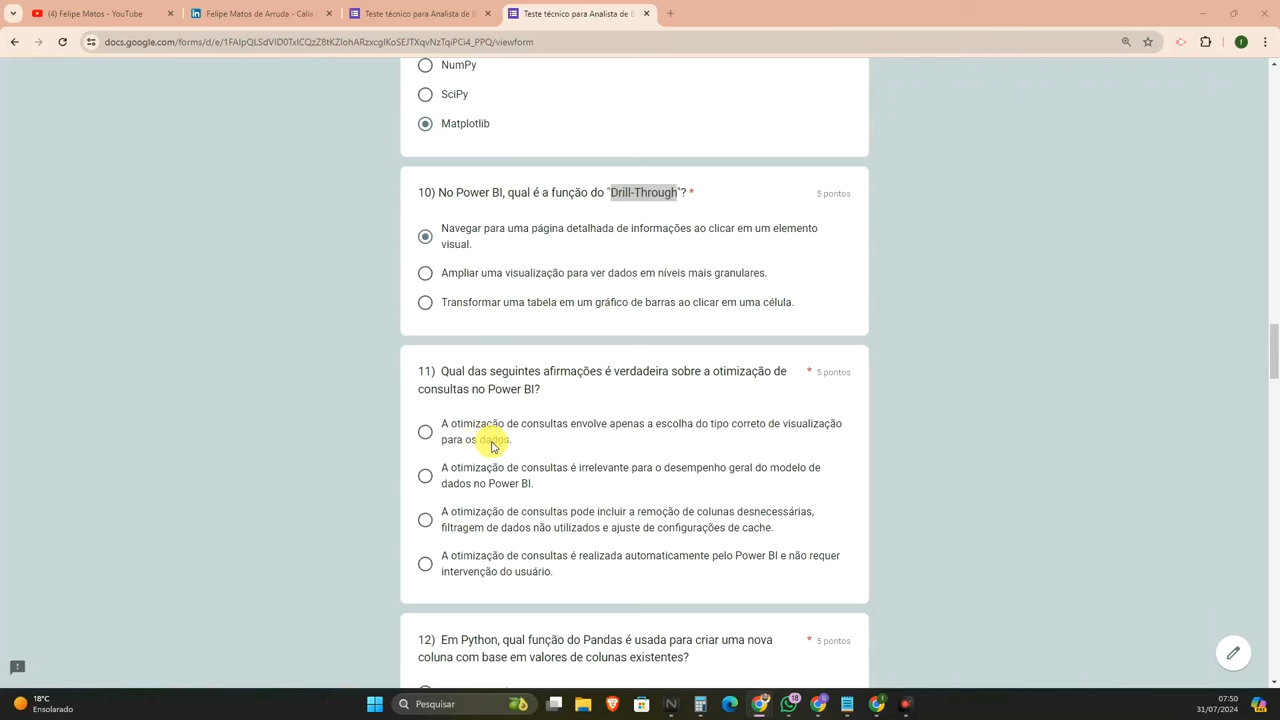 (4) Felipe Matos - YouTube
Felipe Matos de Arruda - Calia
Teste técnico para Analista de
Teste técnico para Analista de B
docs.google.com/forms/d/e/1FAIpQLSdVID0TxICQzZ8tKZlohARzxcgIKoSEJTXqvNzTqiPCi4_PPQ/viewform
f
NumPy
SciPy
Matplotlib
10) No Power BI, qual é a função do "Drill-Through"? *
5 pontos
Navegar para uma página detalhada de informações ao clicar em um elemento
visual.
Ampliar uma visualização para ver dados em níveis mais granulares.
Transformar uma tabela em um gráfico de barras ao clicar em uma célula.
11) Qual das seguintes afirmações é verdadeira sobre a otimização de
* 5 pontos
consultas no Power BI?
A otimização de consultas envolve apenas a escolha do tipo correto de visualização
para os dados.
A otimização de consultas é irrelevante para o desempenho geral do modelo de
dados no Power BI.
A otimização de consultas pode incluir a remoção de colunas desnecessárias,
filtragem de dados não utilizados e ajuste de configurações de cache.
A otimização de consultas é realizada automaticamente pelo Power BI e não requer
intervenção do usuário.
12) Em Python, qual função do Pandas é usada para criar uma nova
* 5 pontos
coluna com base em valores de colunas existentes?
18°C
Ensolarado
Pesquisar
18
07:50
31/07/2024